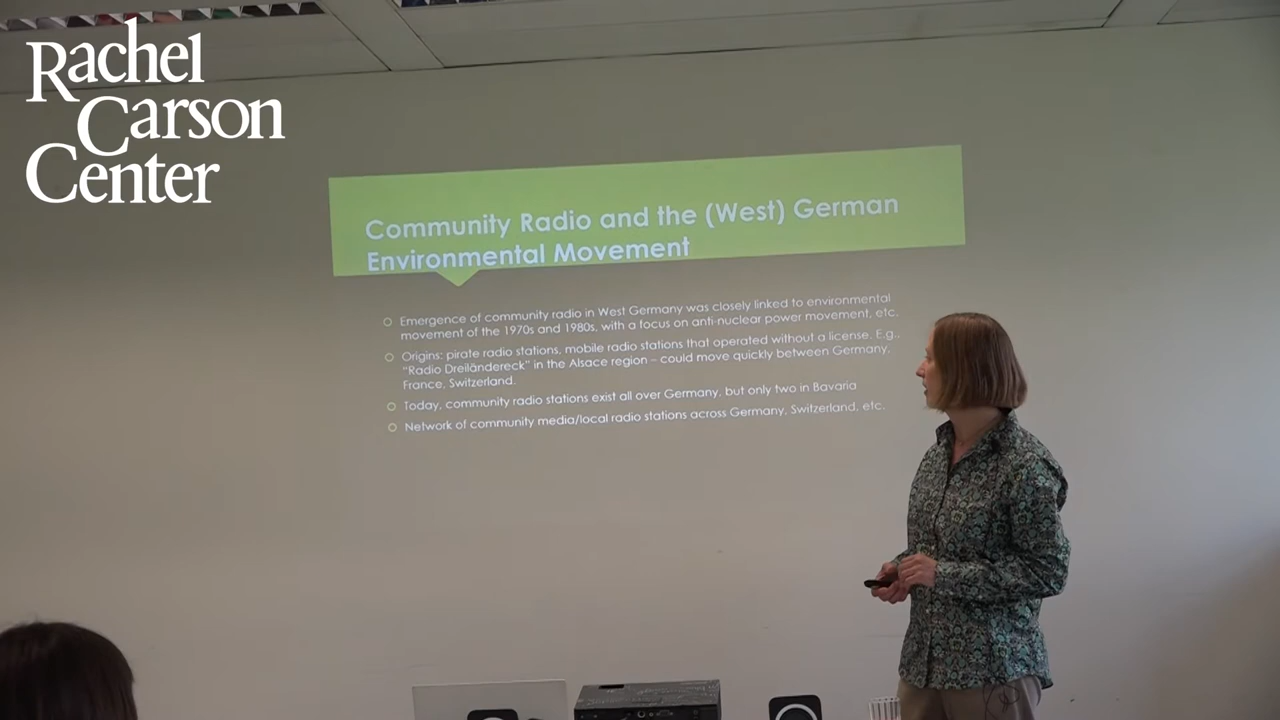 Rachel
Carson
Center
Community Radio and the (West) German
Environmental Movement
Emergence of community radio in West Germany was closely linked to environmental
movement of the 1970s and 1980s, with a focus on anti-nuclear power movement, etc.
Origins: pirate radio stations, mobile radio stations that operated without a license. E.g.,
"Radio Dreiländereck" in the Alsace region – could move quickly between Germany,
France, Switzerland.
Today, community radio stations exist all over Germany, but only two in Bavaria
Network of community media/local radio stations across Germany, Switzerland, etc.